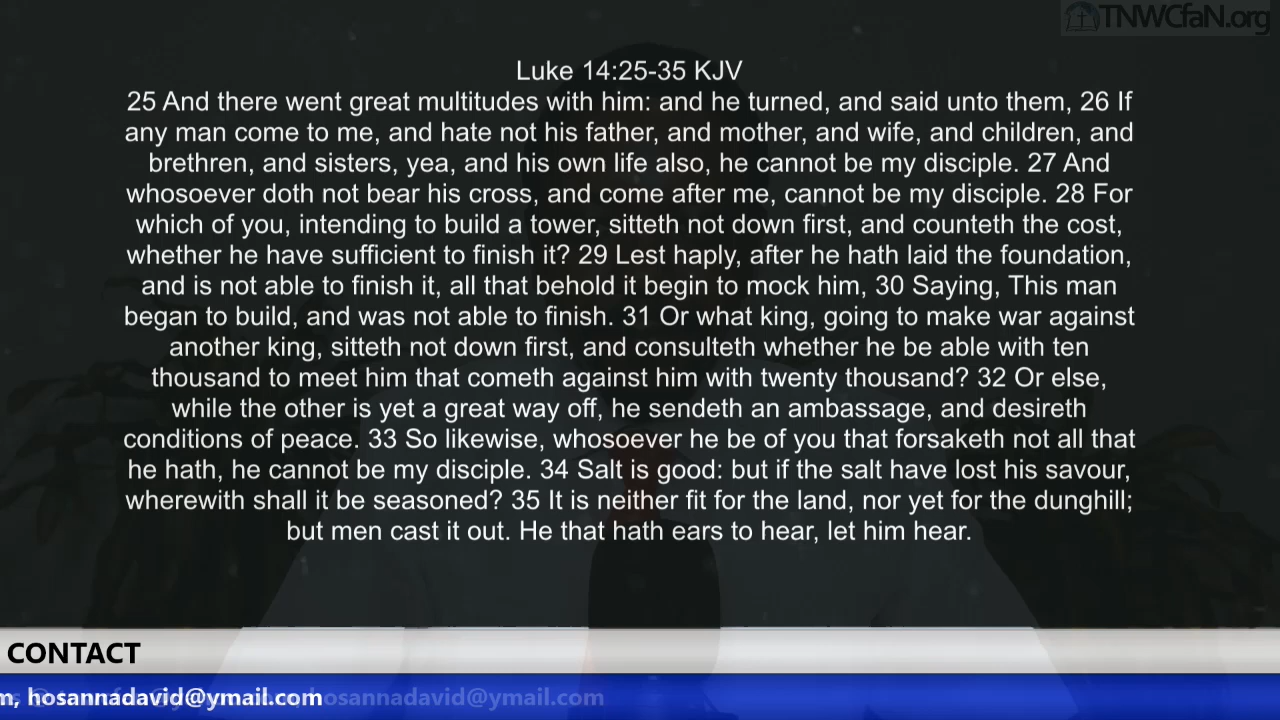 TNWCfaN.org
Luke 14:25-35 KJV
25 And there went great multitudes with him: and he turned, and said unto them, 26 If
any man come to me, and hate not his father, and mother, and wife, and children, and
brethren, and sisters, yea, and his own life also, he cannot be my disciple. 27 And
whosoever doth not bear his cross, and come after me, cannot be my disciple. 28 For
which of you, intending to build a tower, sitteth not down first, and counteth the cost,
whether he have sufficient to finish it? 29 Lest haply, after he hath laid the foundation,
and is not able to finish it, all that behold it begin to mock him, 30 Saying, This man
began to build, and was not able to finish. 31 Or what king, going to make war against
another king, sitteth not down first, and consulteth whether he be able with ten
thousand to meet him that cometh against him with twenty thousand? 32 Or else,
while the other is yet a great way off, he sendeth an ambassage, and desireth
conditions of peace. 33 So likewise, whosoever he be of you that forsaketh not all that
he hath, he cannot be my disciple. 34 Salt is good: but if the salt have lost his savour,
wherewith shall it be seasoned? 35 It is neither fit for the land, nor yet for the dunghill;
but men cast it out. He that hath ears to hear, let him hear.
CONTACT
m, hosannadavid@ymail.com hosannadavid@ymail.com